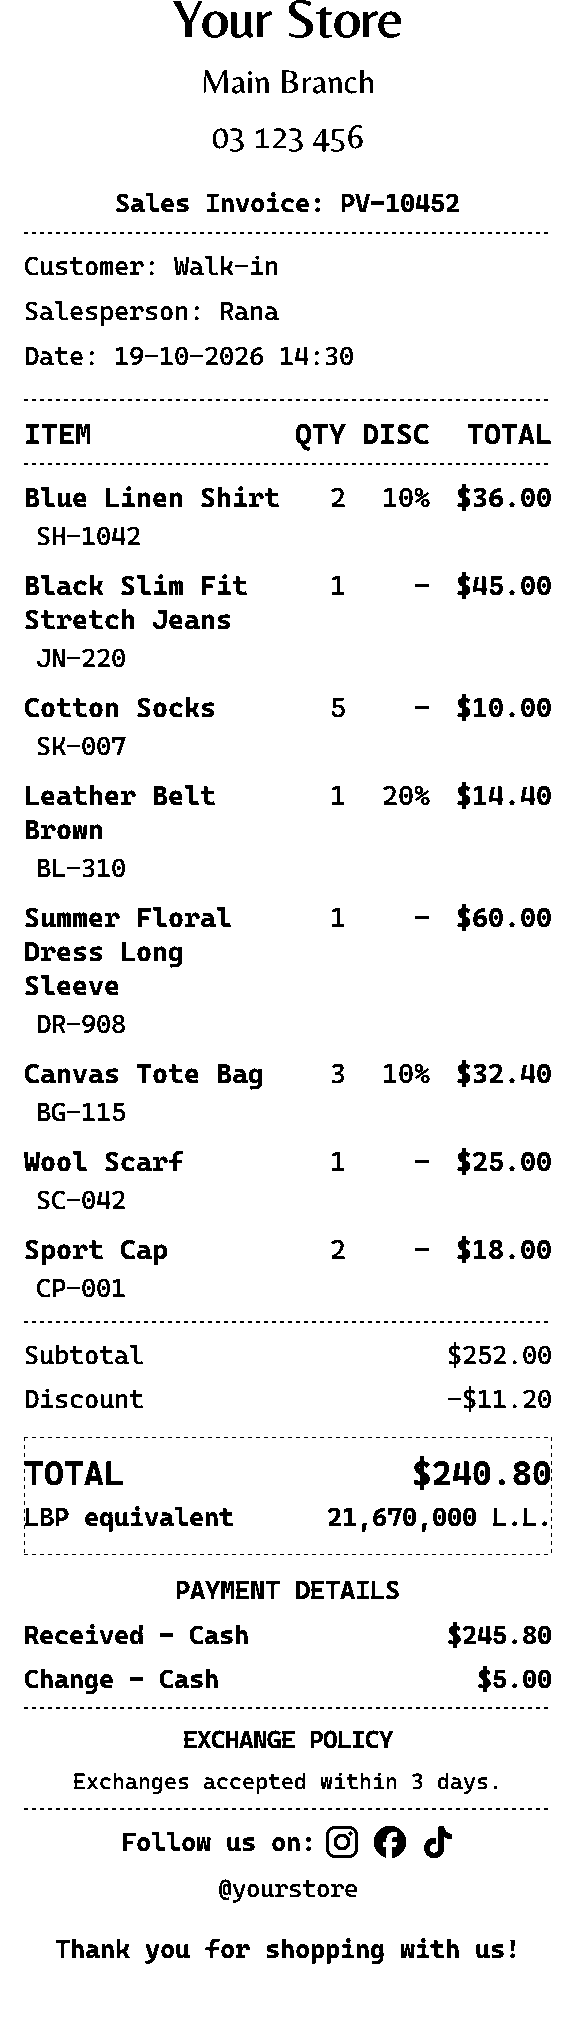 Your Store
Main Branch
03 123 456
Sales Invoice: PV-10452
Customer: Walk-in
Salesperson: Rana
Date: 19-10-2026 14:30
ITEM QTY DISC TOTAL
Blue Linen Shirt 2 10% $36.00
SH-1042
Black Slim Fit 1 - $45.00
Stretch Jeans
JN-220
Cotton Socks 5 - $10.00
SK-007
Leather Belt 1 20% $14.40
Brown
BL-310
Summer Floral 1 - $60.00
Dress Long
Sleeve
DR-908
Canvas Tote Bag 3 10% $32.40
BG-115
Wool Scarf 1 - $25.00
SC-042
Sport Cap 2 - $18.00
CP-001
Subtotal $252.00
Discount -$11.20
TOTAL $240.80
LBP equivalent 21,670,000 L.L.
PAYMENT DETAILS
Received - Cash $245.80
Change - Cash $5.00
EXCHANGE POLICY
Exchanges accepted within 3 days.
Follow us on:
@yourstore
Thank you for shopping with us!